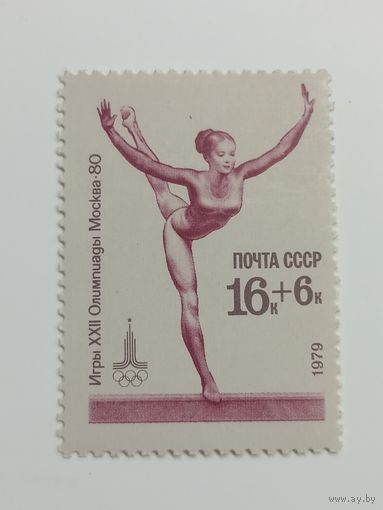 Игры XXII Олимпиады Москва·80
ПОЧТА СССР
16к+6к
1979
www.ay.by